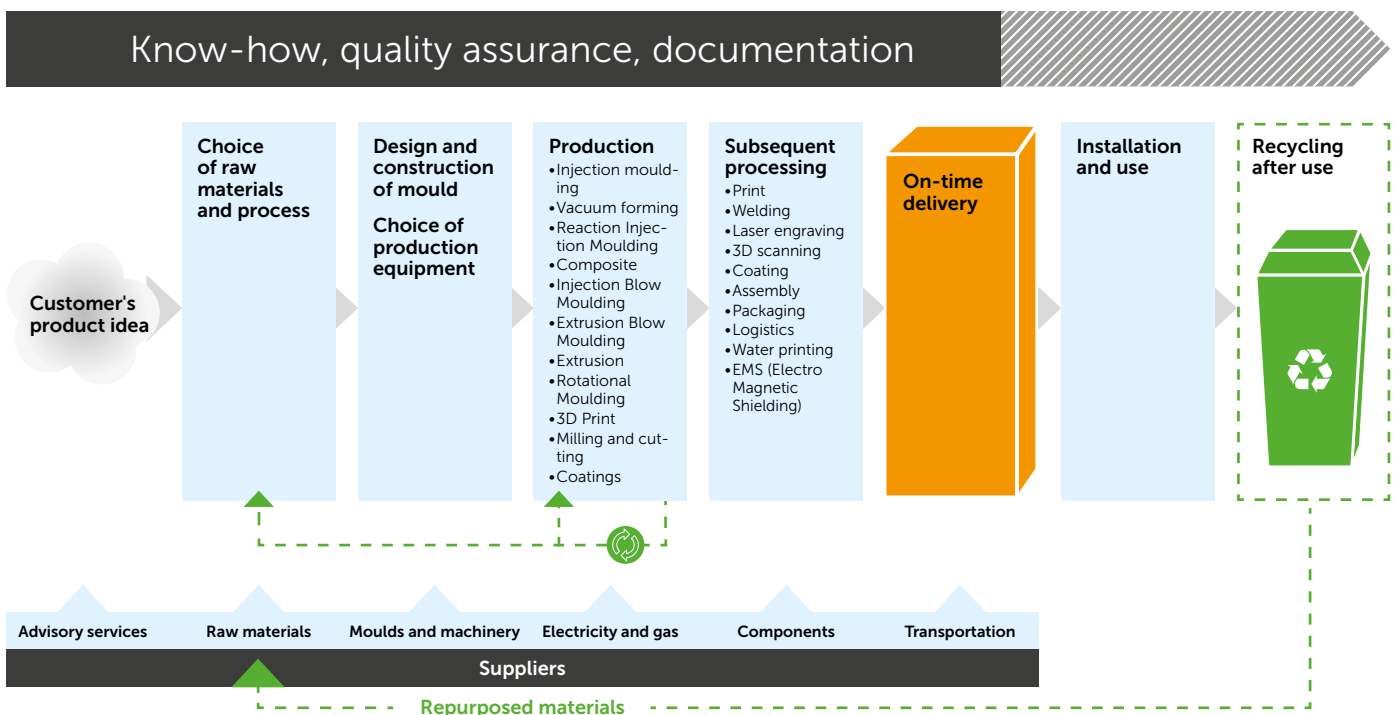 Know-how, quality assurance, documentation
Customer's
product idea
Choice
of raw
materials
and process
Design and
construction
of mould
Choice of
production
equipment
Production
•Injection mould-
ing
•Vacuum forming
•Reaction Injec-
tion Moulding
•Composite
•Injection Blow
Moulding
•Extrusion Blow
Moulding
•Extrusion
•Rotational
Moulding
•3D Print
•Milling and cut-
ting
•Coatings
Subsequent
processing
•Print
•Welding
•Laser engraving
•3D scanning
•Coating
•Assembly
•Packaging
•Logistics
•Water printing
•EMS (Electro
Magnetic
Shielding)
On-time
delivery
Installation
and use
Recycling
after use
Advisory services
Raw materials
Moulds and machinery
Electricity and gas
Components
Transportation
Suppliers
Repurposed materials